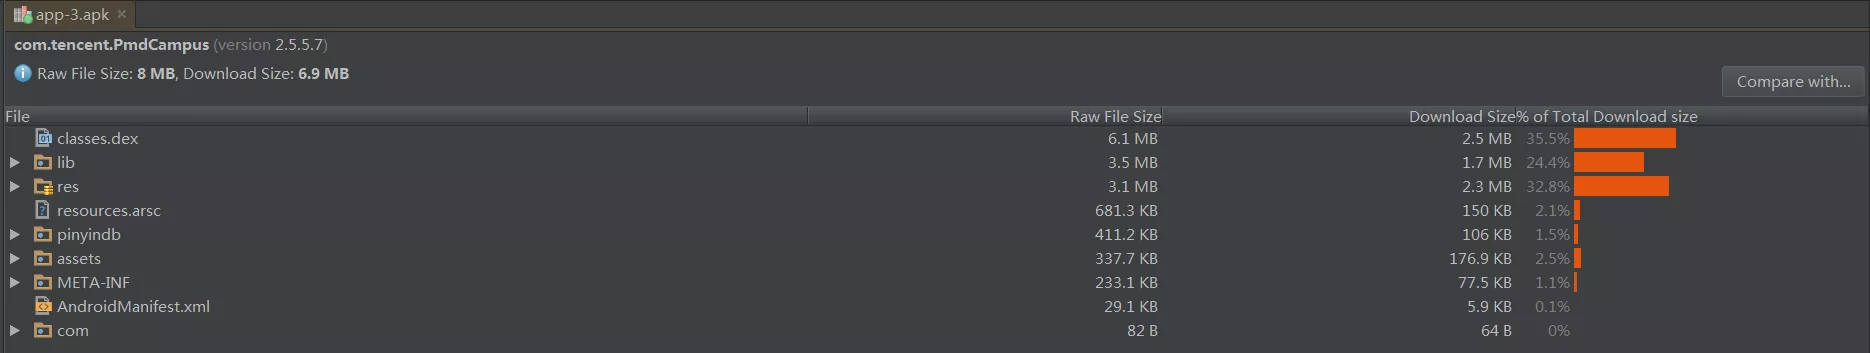 app-3.apk ×
com.tencent.PmdCampus (version 2.5.5.7)
Raw File Size: 8 MB, Download Size: 6.9 MB
Compare with...
File Raw File Size Download Size % of Total Download size
classes.dex 6.1 MB 2.5 MB 35.5%
lib 3.5 MB 1.7 MB 24.4%
res 3.1 MB 2.3 MB 32.8%
resources.arsc 681.3 KB 150 KB 2.1%
pinyindb 411.2 KB 106 KB 1.5%
assets 337.7 KB 176.9 KB 2.5%
META-INF 233.1 KB 77.5 KB 1.1%
AndroidManifest.xml 29.1 KB 5.9 KB 0.1%
com 82 B 64 B 0%